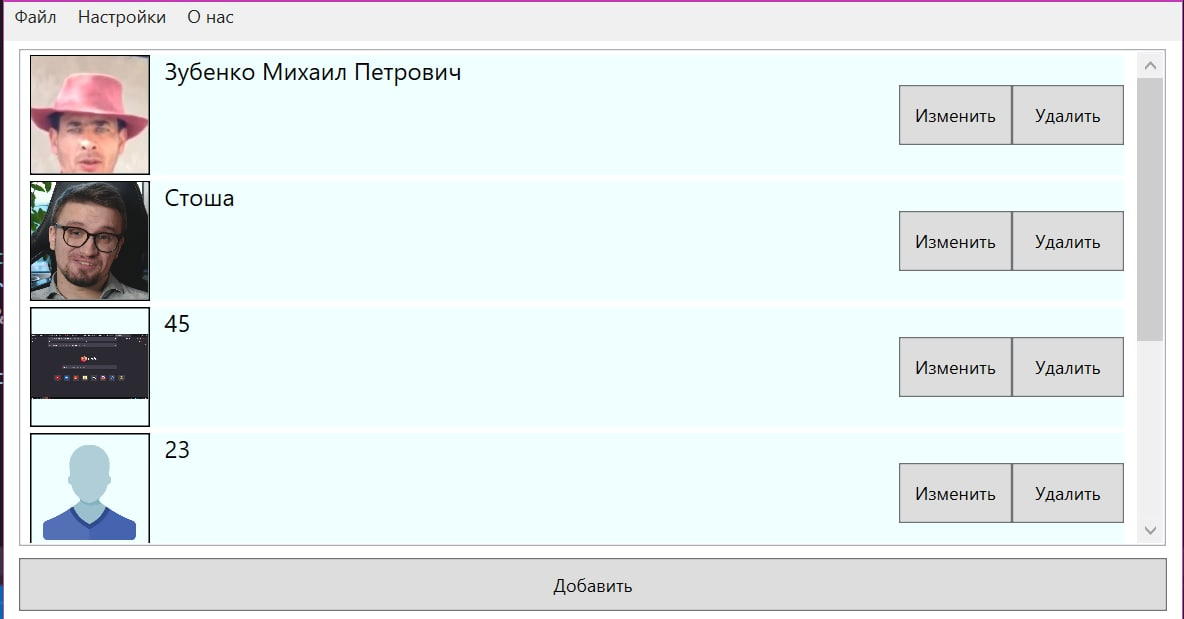 Файл Настройки О нас
Зубенко Михаил Петрович
Изменить Удалить
Стоша
Изменить Удалить
45
Изменить Удалить
23
Изменить Удалить
Добавить